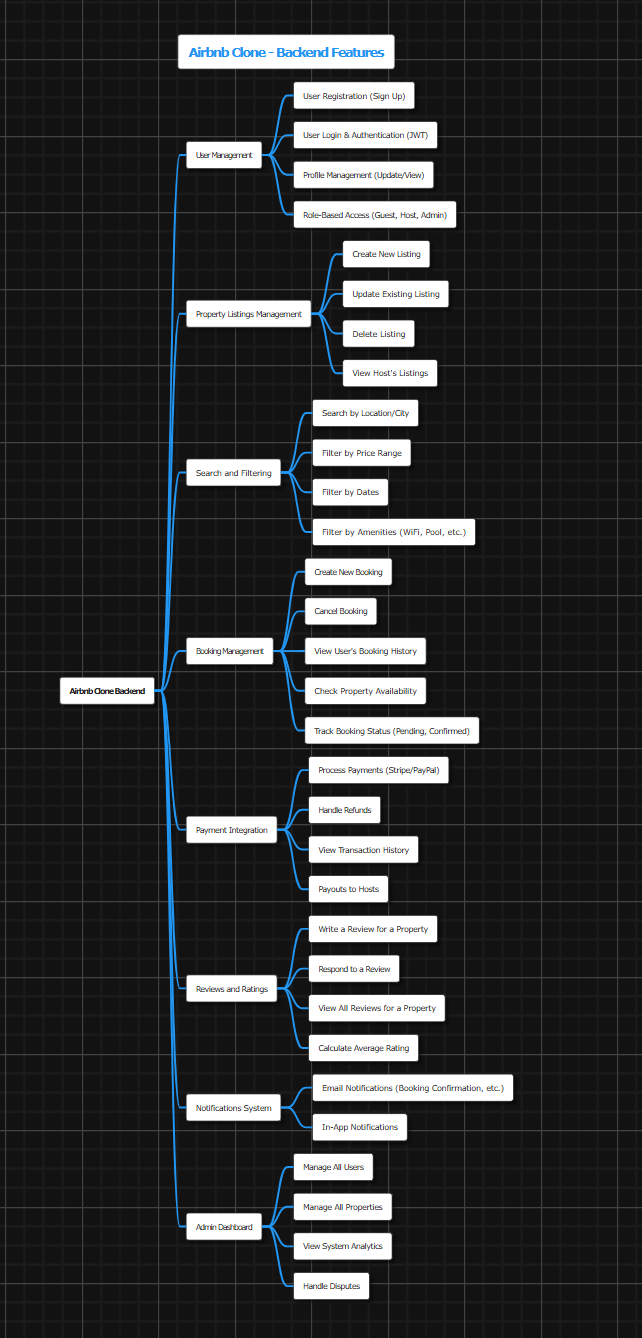 Airbnb Clone - Backend Features
User Registration (Sign Up)
User Login & Authentication (JWT)
User Management
Profile Management (Update/View)
Role-Based Access (Guest, Host, Admin)
Create New Listing
Update Existing Listing
Property Listings Management
Delete Listing
View Host's Listings
Search by Location/City
Filter by Price Range
Search and Filtering
Filter by Dates
Filter by Amenities (WiFi, Pool, etc.)
Create New Booking
Cancel Booking
Booking Management
View User's Booking History
Airbnb Clone Backend
Check Property Availability
Track Booking Status (Pending, Confirmed)
Process Payments (Stripe/PayPal)
Handle Refunds
Payment Integration
View Transaction History
Payouts to Hosts
Write a Review for a Property
Respond to a Review
Reviews and Ratings
View All Reviews for a Property
Calculate Average Rating
Email Notifications (Booking Confirmation, etc.)
Notifications System
In-App Notifications
Manage All Users
Manage All Properties
Admin Dashboard
View System Analytics
Handle Disputes